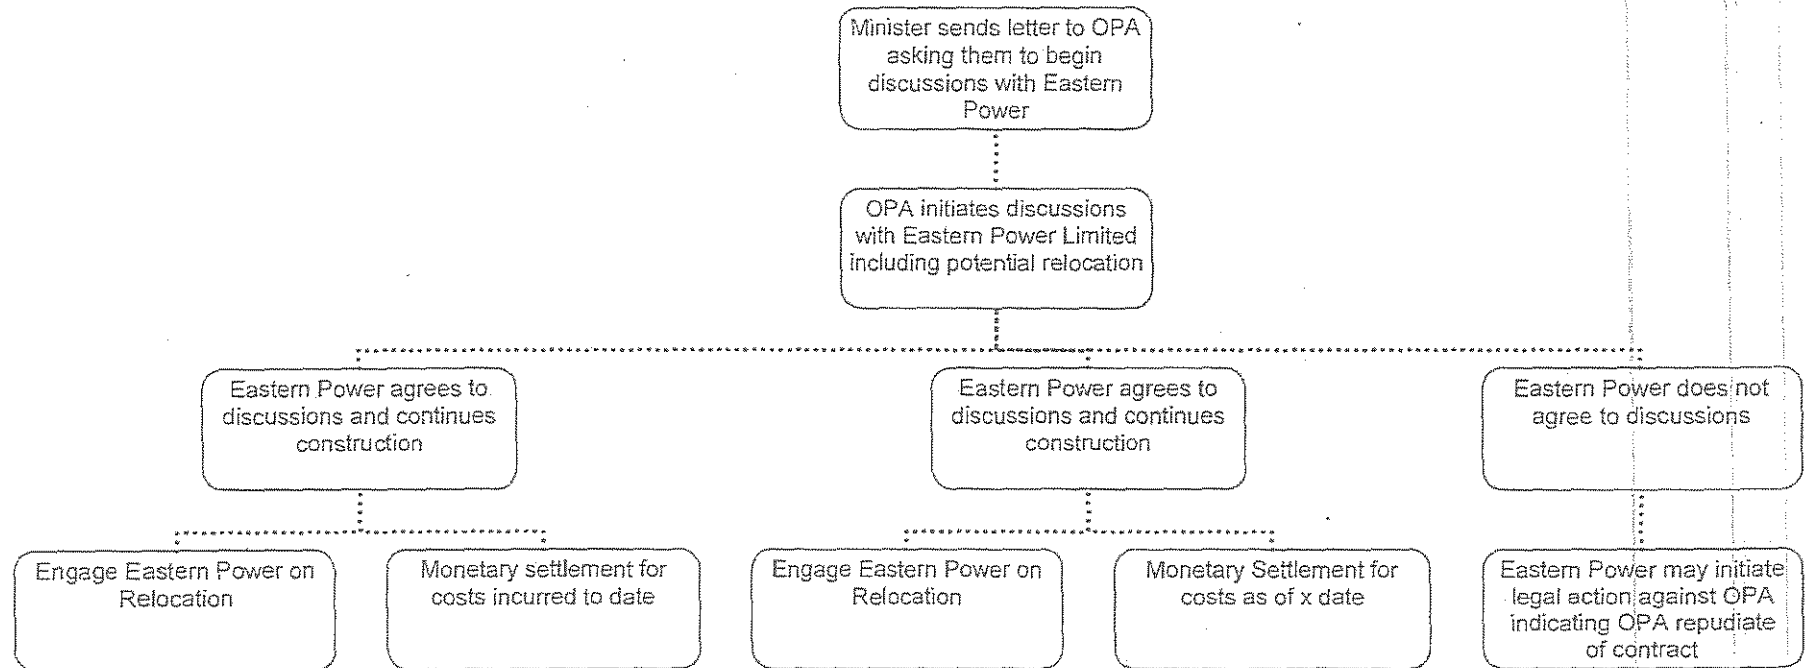 Minister sends letter to OPA
asking them to begin
discussions with Eastern
Power
OPA initiates discussions
with Eastern Power Limited
including potential relocation
Eastern Power agrees to
discussions and continues
construction
Eastern Power agrees to
discussions and continues
construction
Eastern Power does not
agree to discussions
Engage Eastern Power on
Relocation
Monetary settlement for
costs incurred to date
Engage Eastern Power on
Relocation
Monetary Settlement for
costs as of x date
Eastern Power may initiate
legal action against OPA
indicating OPA repudiate
of contract